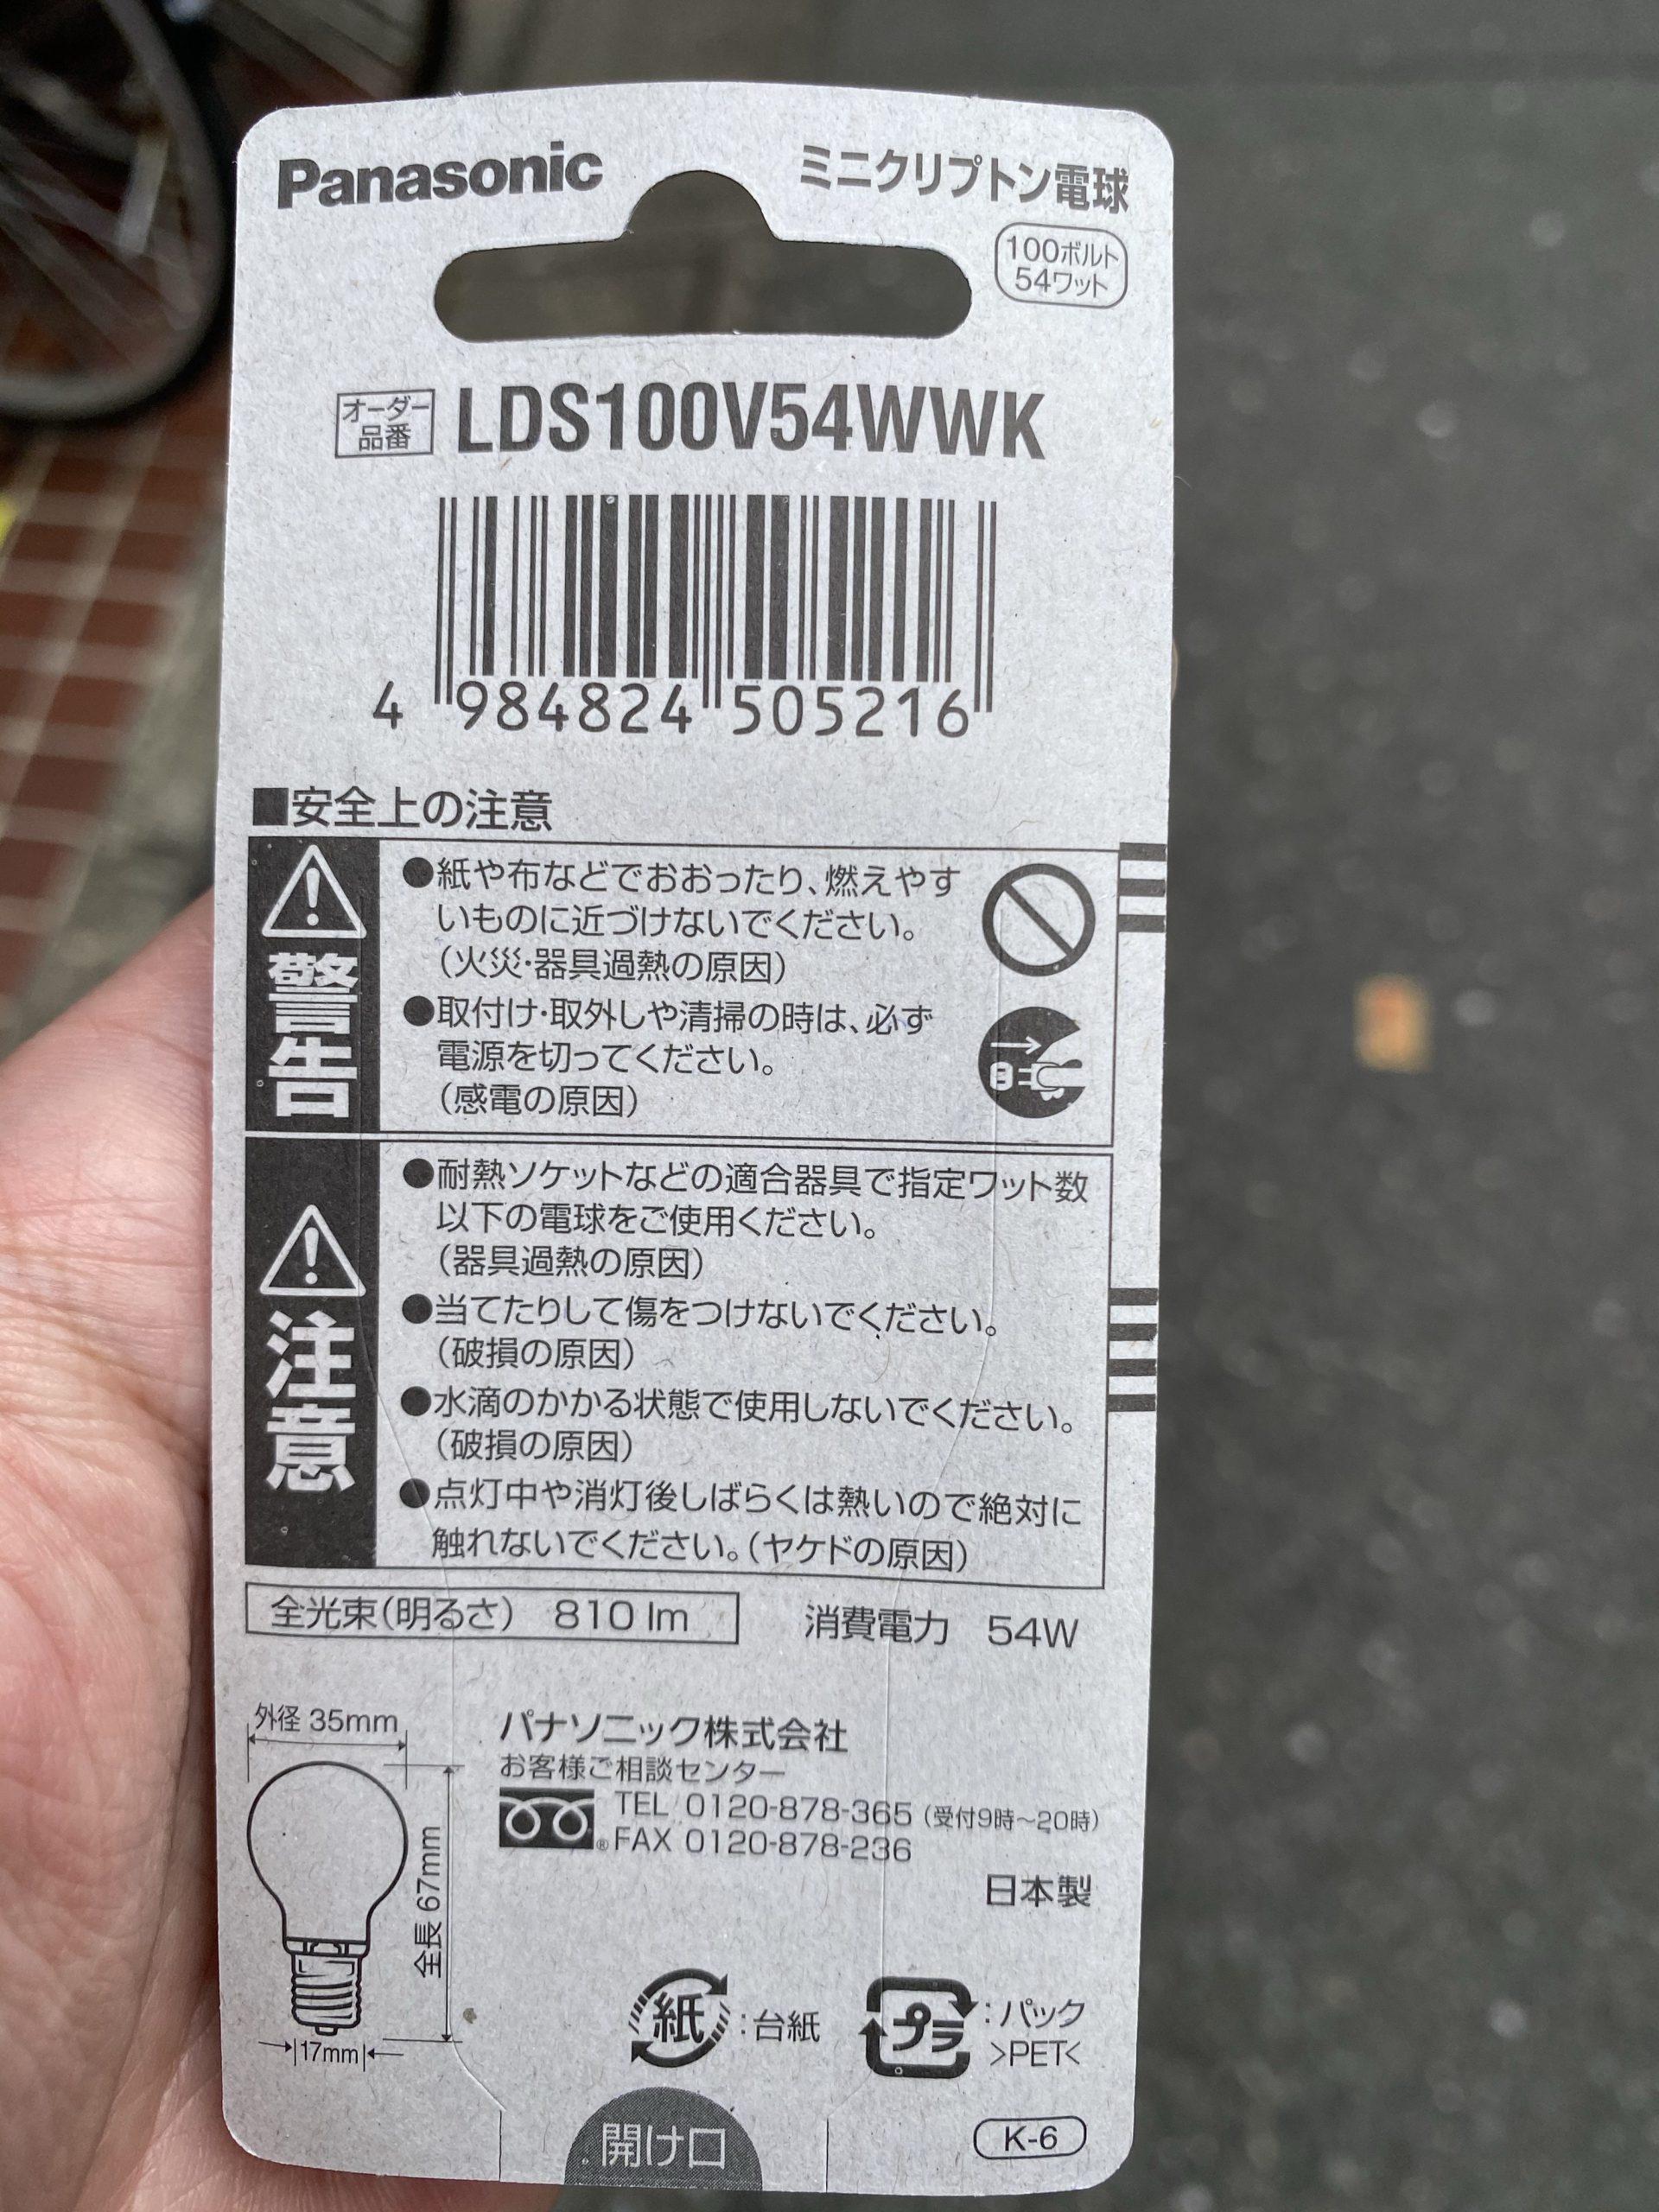 Panasonic
ミニクリプトン電球
100ボルト
54ワット
オーダー
品番
LDS100V54WWK
4 984824 505216
■安全上の注意
警告
●紙や布などでおおったり、燃えやす
いものに近づけないでください。
(火災・器具過熱の原因)
●取付け・取外しや清掃の時は、必ず
電源を切ってください。
(感電の原因)
注意
●耐熱ソケットなどの適合器具で指定ワット数
以下の電球をご使用ください。
(器具過熱の原因)
●当てたりして傷をつけないでください。
(破損の原因)
●水滴のかかる状態で使用しないでください。
(破損の原因)
●点灯中や消灯後しばらくは熱いので絶対に
触れないでください。(ヤケドの原因)
全光束(明るさ) 810 lm
消費電力 54W
外径 35mm
全長 67mm
17mm
パナソニック株式会社
お客様ご相談センター
® TEL 0120-878-365 (受付9時～20時)
FAX 0120-878-236
日本製
紙 :台紙
プラ :パック
>PET<
開け口
K-6